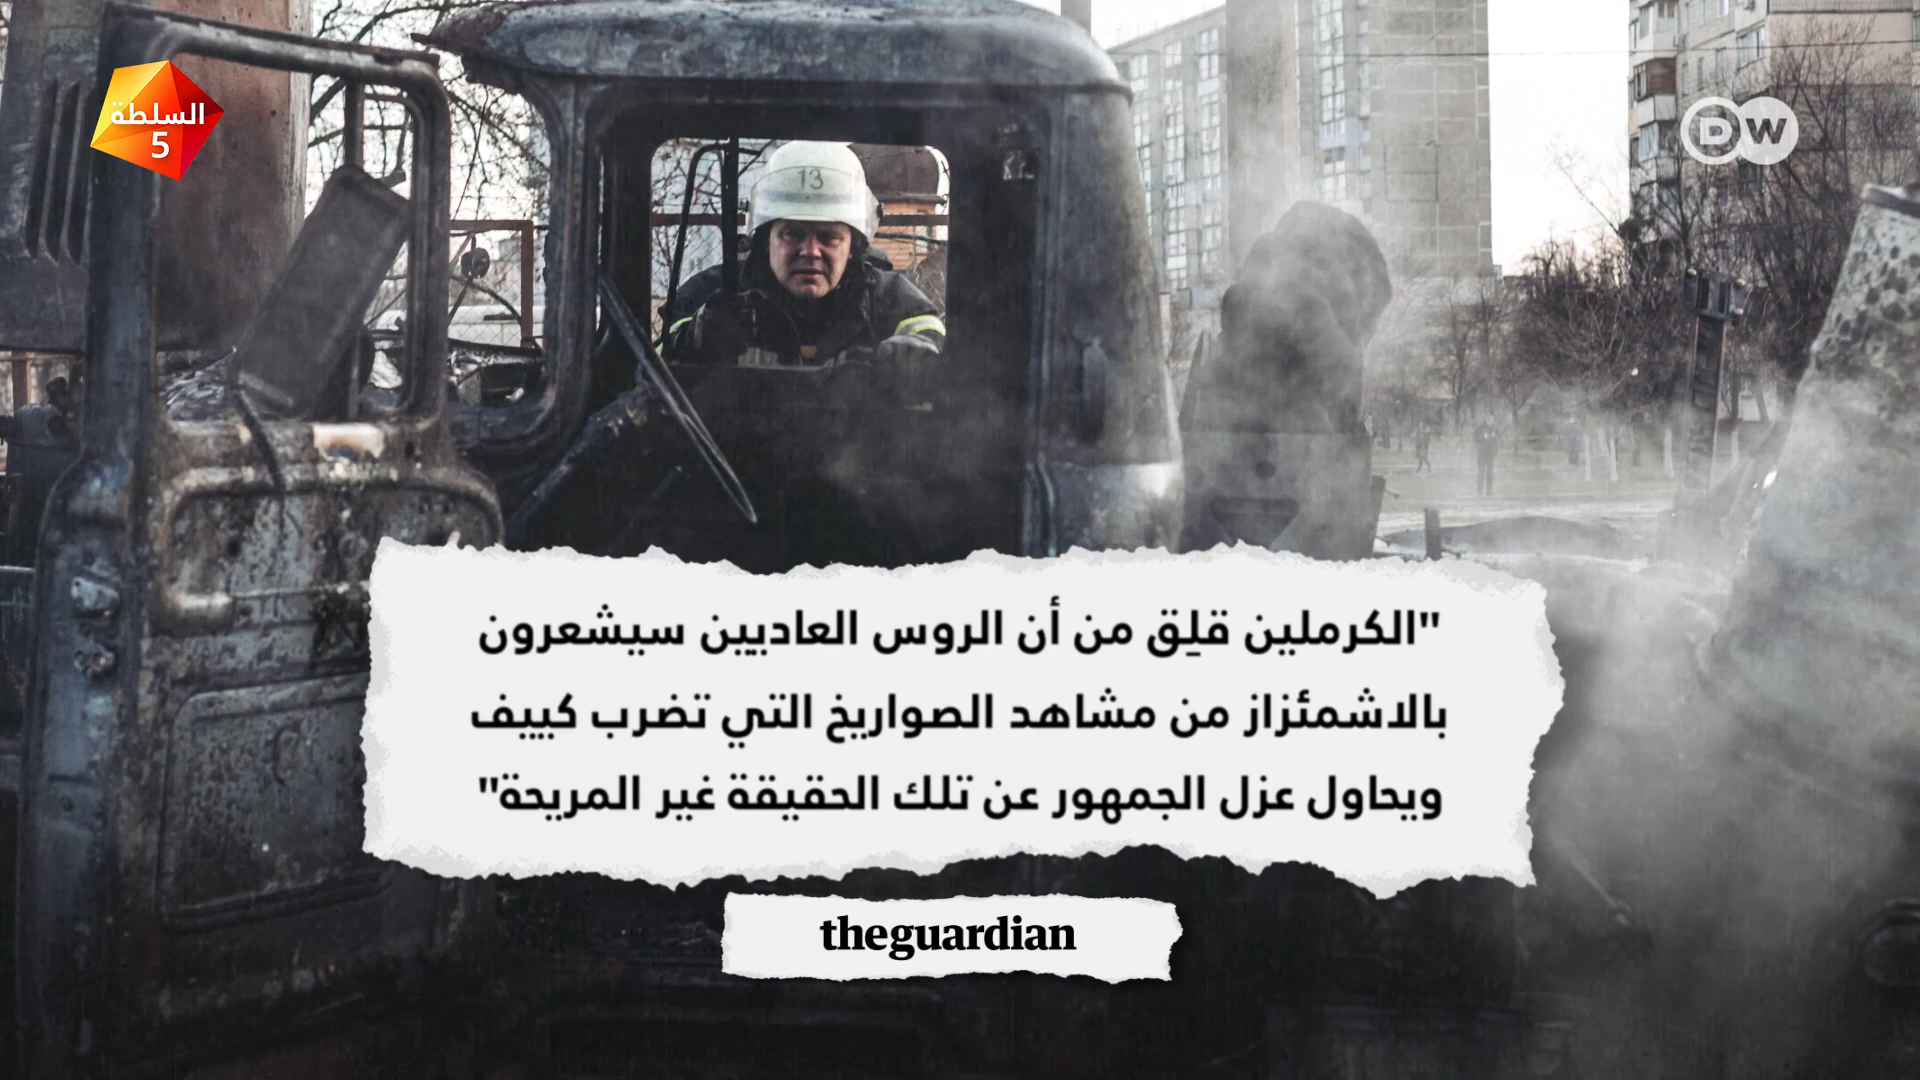 السلطة
5
DW
13
"الكرملين قلِق من أن الروس العاديين سيشعرون
بالاشمئزاز من مشاهد الصواريخ التي تضرب كييف
ويحاول عزل الجمهور عن تلك الحقيقة غير المريحة"
theguardian